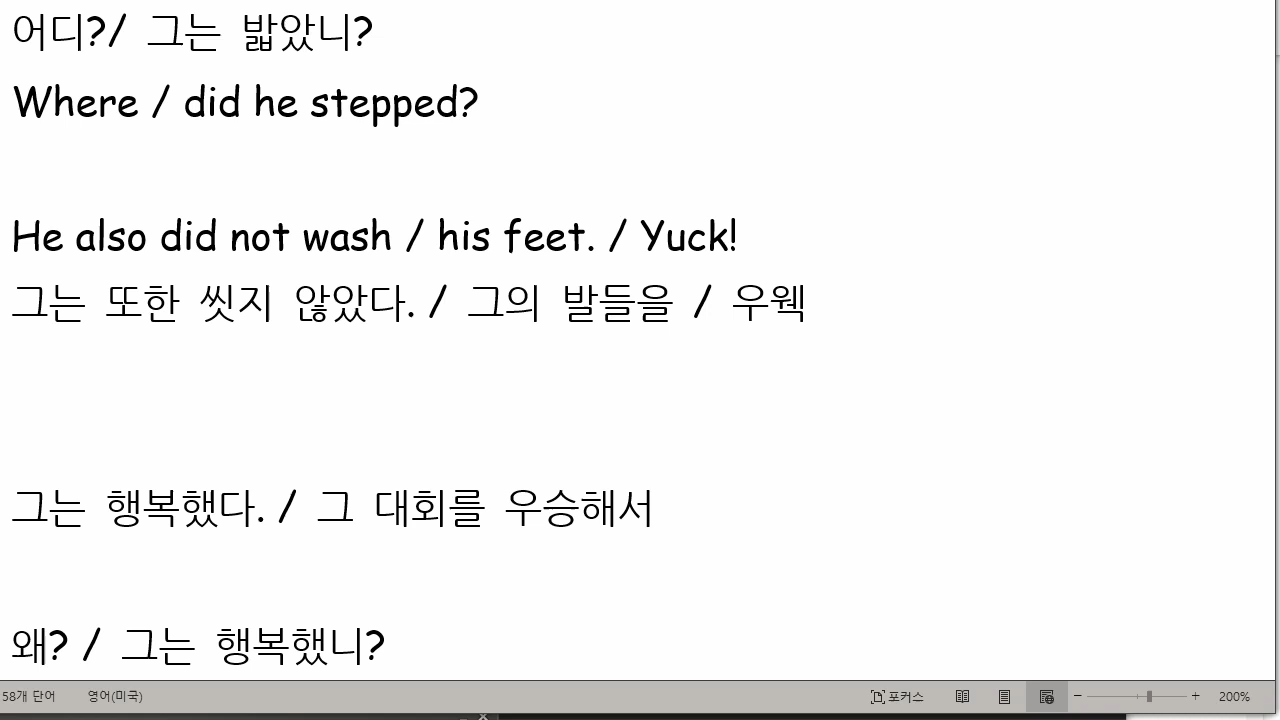 어디?/ 그는 밟았니?
Where / did he stepped?
He also did not wash / his feet. / Yuck!
그는 또한 씻지 않았다. / 그의 발들을 / 우웩
그는 행복했다. / 그 대회를 우승해서
왜? / 그는 행복했니?
58개 단어 영어(미국) 포커스 200%